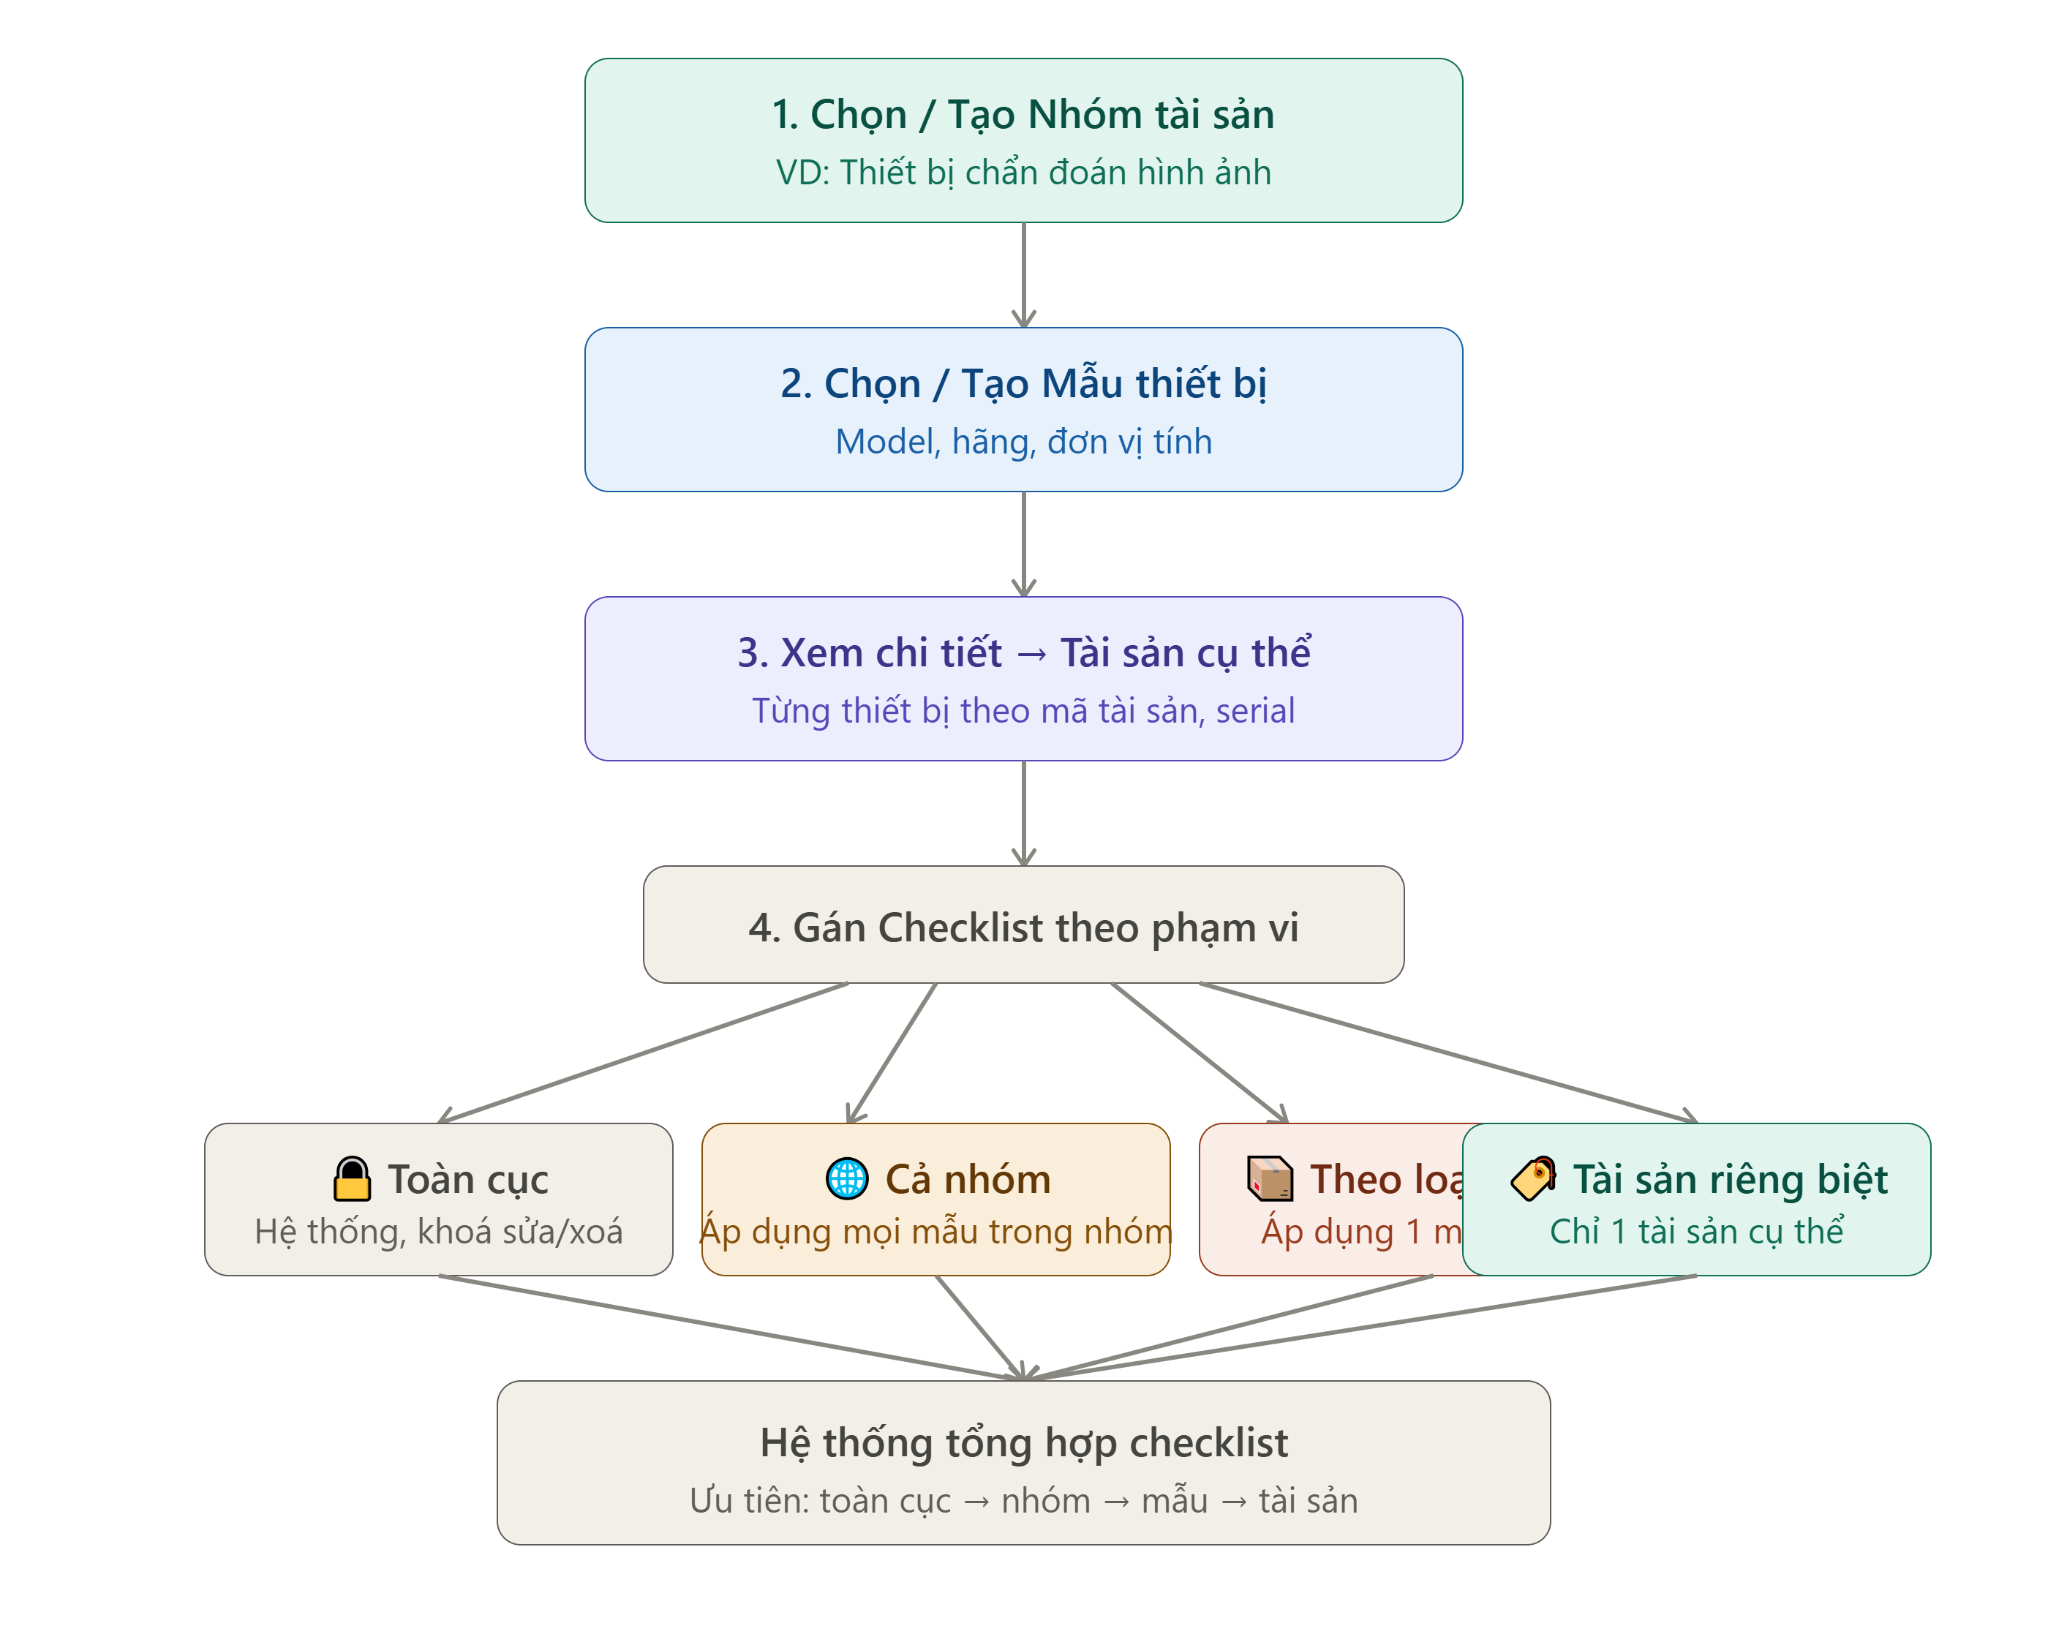 1. Chọn / Tạo Nhóm tài sản
VD: Thiết bị chẩn đoán hình ảnh
2. Chọn / Tạo Mẫu thiết bị
Model, hãng, đơn vị tính
3. Xem chi tiết → Tài sản cụ thể
Từng thiết bị theo mã tài sản, serial
4. Gán Checklist theo phạm vi
Toàn cục
Hệ thống, khoá sửa/xoá
Cả nhóm
Áp dụng mọi mẫu trong nhóm
Theo
Áp dụng 1
Tài sản riêng biệt
Chỉ 1 tài sản cụ thể
Hệ thống tổng hợp checklist
Ưu tiên: toàn cục → nhóm → mẫu → tài sản